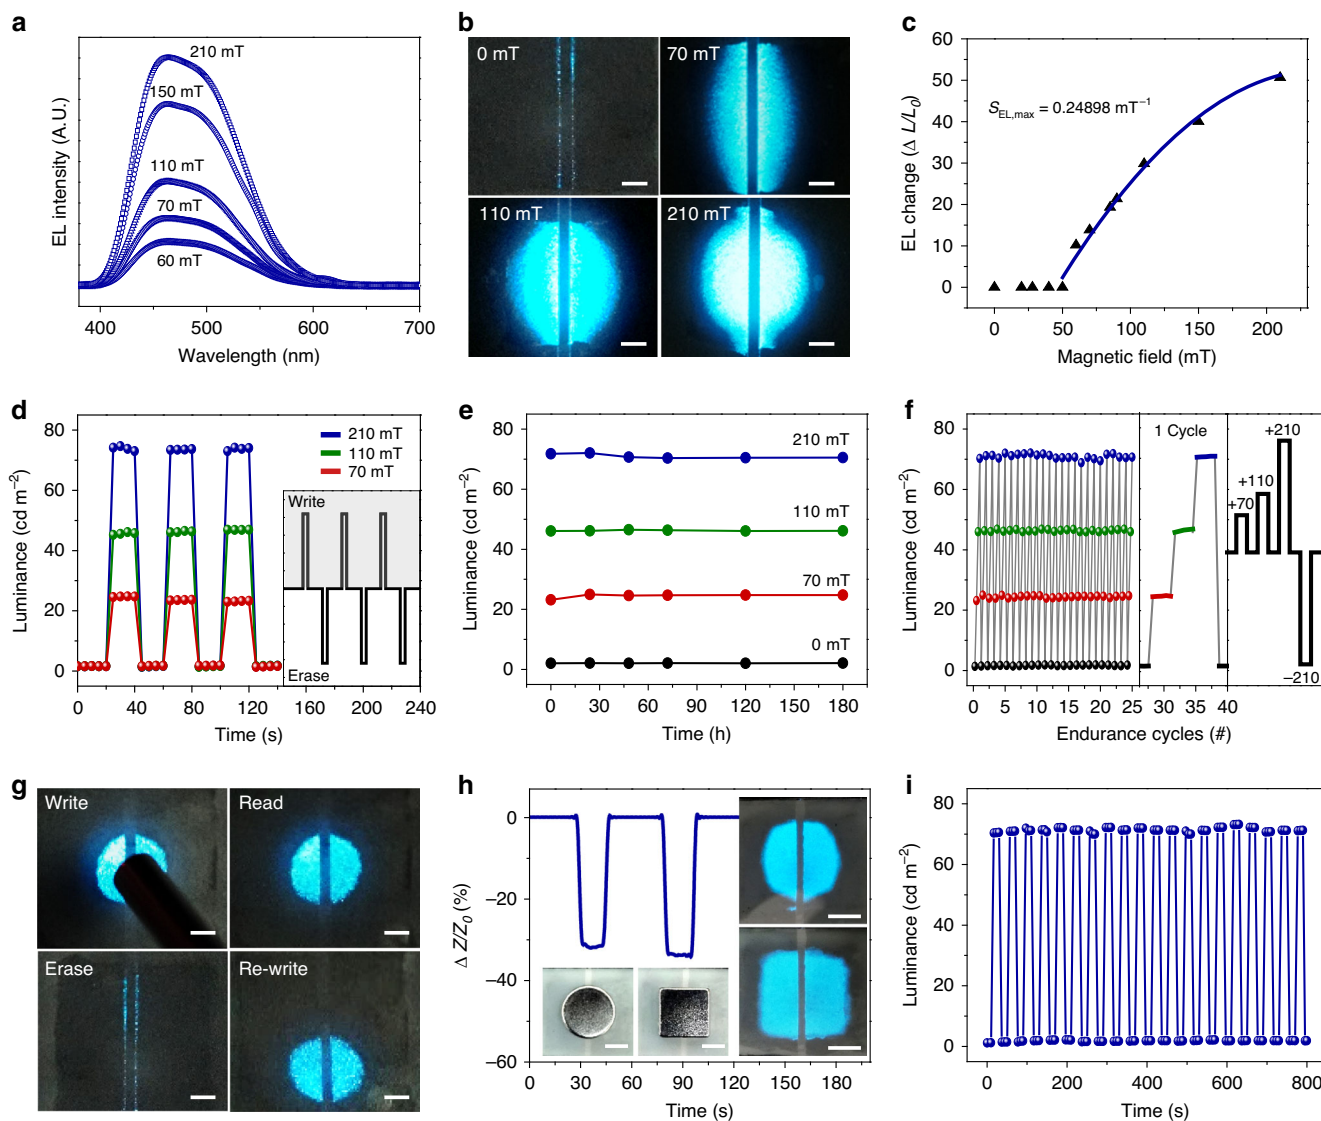 a
210 mT
150 mT
110 mT
70 mT
60 mT
EL intensity (A.U.)
400 500 600 700
Wavelength (nm)
b
0 mT
70 mT
110 mT
210 mT
c
60
50
40
30
20
10
0
EL change (Δ L/L0)
SEL,max = 0.24898 mT−1
0 50 100 150 200
Magnetic field (mT)
d
80
60
40
20
0
Luminance (cd m−2)
210 mT
110 mT
70 mT
Write
Erase
0 40 80 120 160 200 240
Time (s)
e
80
60
40
20
0
Luminance (cd m−2)
210 mT
110 mT
70 mT
0 mT
0 30 60 90 120 150 180
Time (h)
f
80
60
40
20
0
Luminance (cd m−2)
1 Cycle
+70
+110
+210
−210
0 5 10 15 20 25 30 35 40
Endurance cycles (#)
g
Write
Read
Erase
Re-write
h
0
−20
−40
−60
Δ Z/Z0 (%)
0 30 60 90 120 150 180
Time (s)
i
80
60
40
20
0
Luminance (cd m−2)
0 200 400 600 800
Time (s)